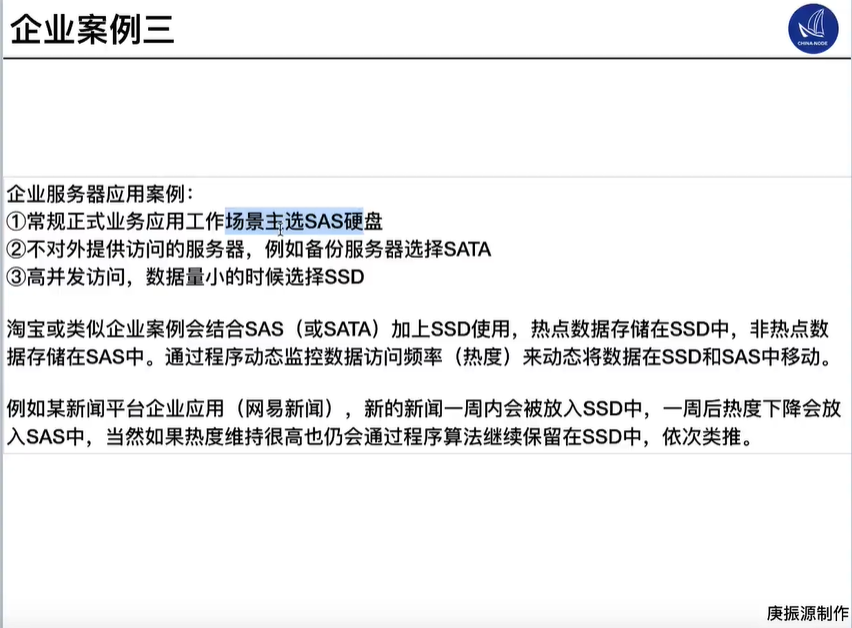 企业案例三
CHINA NODE
企业服务器应用案例：
①常规正式业务应用工作场景主选SAS硬盘
②不对外提供访问的服务器，例如备份服务器选择SATA
③高并发访问，数据量小的时候选择SSD
淘宝或类似企业案例会结合SAS（或SATA）加上SSD使用，热点数据存储在SSD中，非热点数
据存储在SAS中。通过程序动态监控数据访问频率（热度）来动态将数据在SSD和SAS中移动。
例如某新闻平台企业应用（网易新闻），新的新闻一周内会被放入SSD中，一周后热度下降会放
入SAS中，当然如果热度维持很高也仍会通过程序算法继续保留在SSD中，依次类推。
庚振源制作